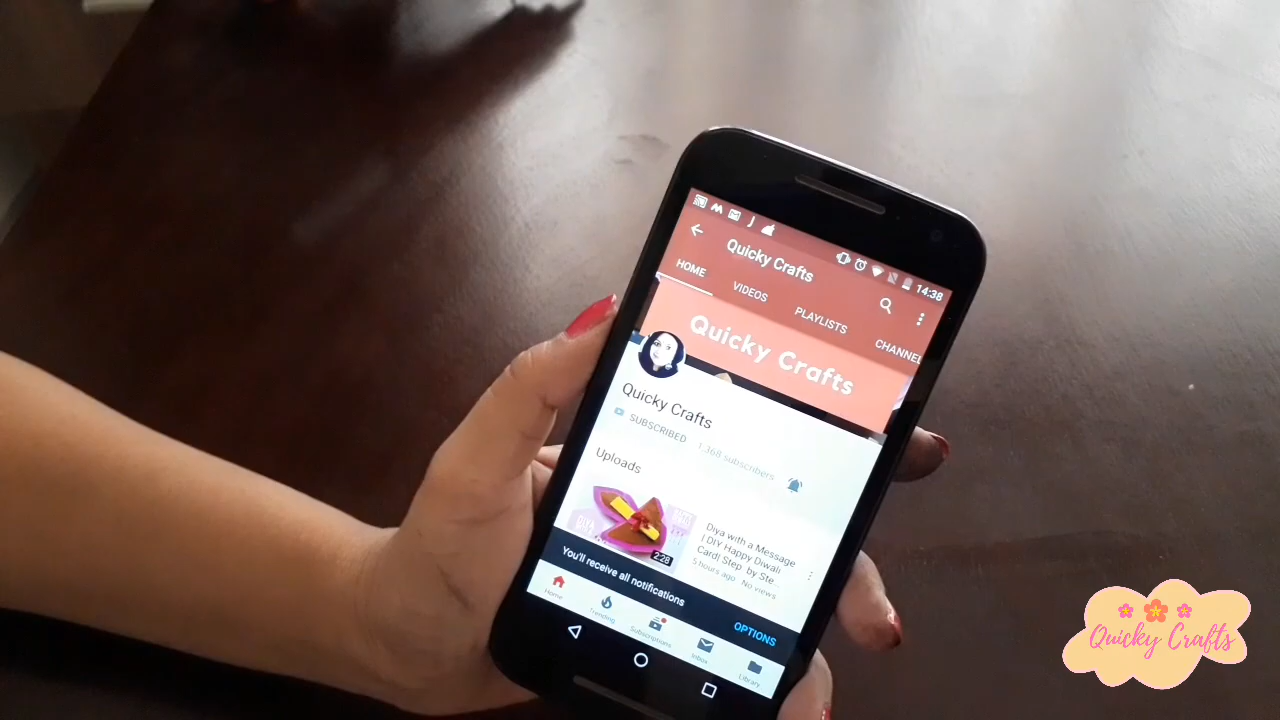 14:38
Quicky Crafts
HOME VIDEOS PLAYLISTS CHANNEL
Quicky Crafts
Quicky Crafts
SUBSCRIBED 1,368 subscribers
Uploads
DIYA
Diya with a Message
| DIY Happy Diwali
Card| Step by Ste...
5 hours ago · No views
2:28
You'll receive all notifications
OPTIONS
Home Trending Subscriptions Inbox Library
Quicky Crafts